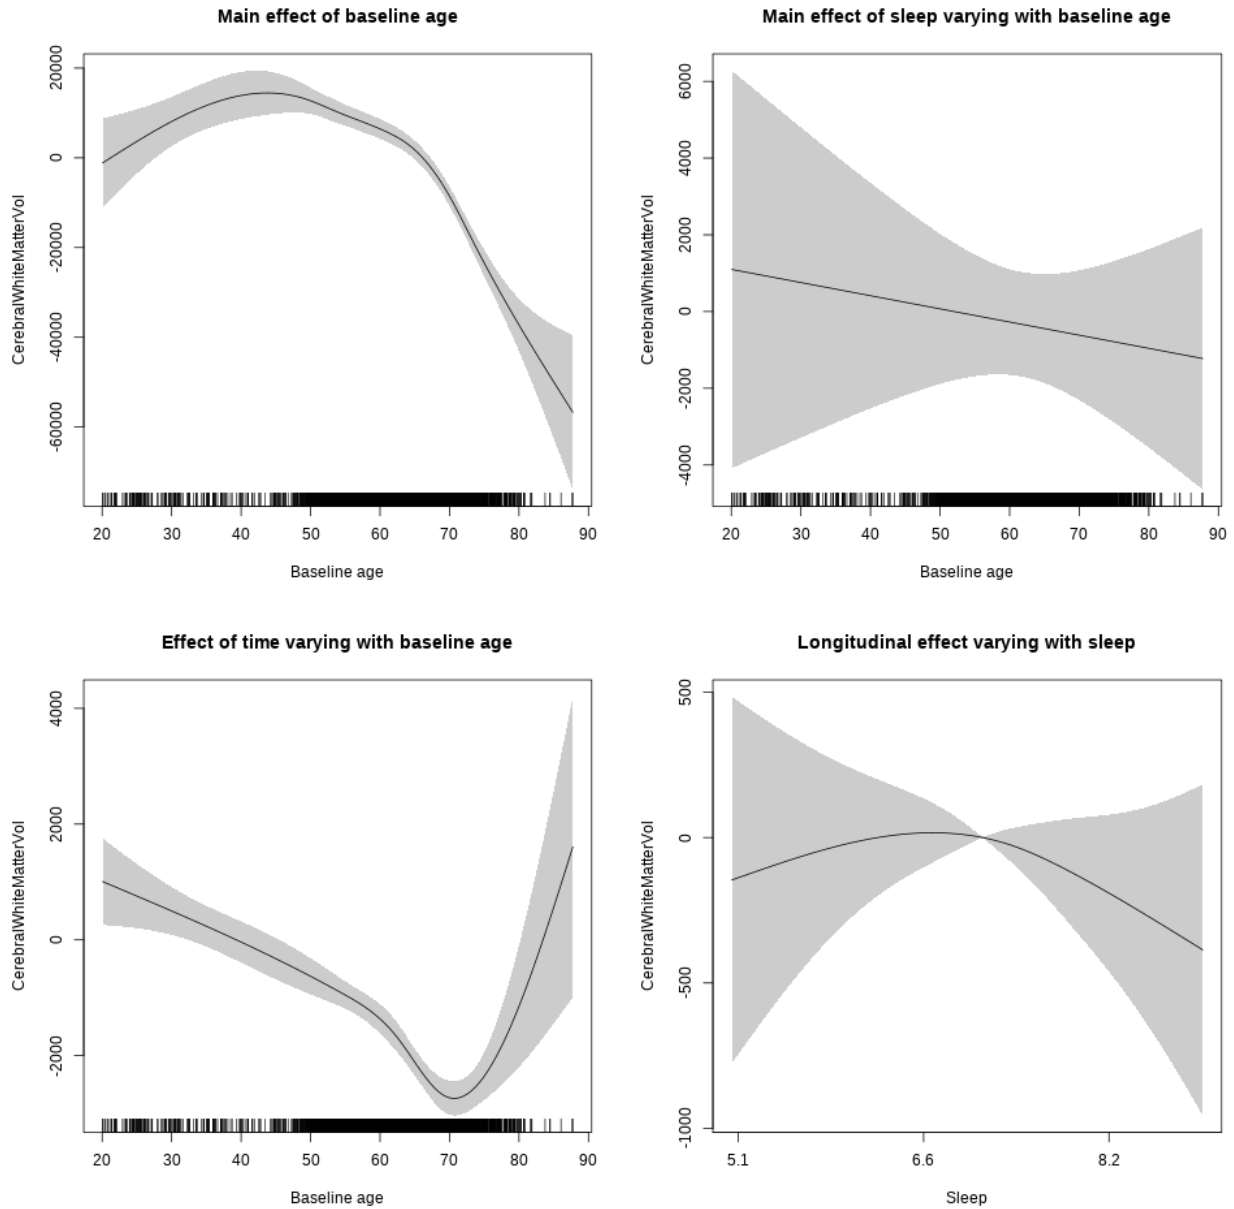 Main effect of baseline age
CerebralWhiteMatterVol
20000
0
-20000
-40000
-60000
20 30 40 50 60 70 80 90
Baseline age
Main effect of sleep varying with baseline age
CerebralWhiteMatterVol
6000
4000
2000
0
-2000
-4000
20 30 40 50 60 70 80 90
Baseline age
Effect of time varying with baseline age
CerebralWhiteMatterVol
4000
2000
0
-2000
20 30 40 50 60 70 80 90
Baseline age
Longitudinal effect varying with sleep
CerebralWhiteMatterVol
500
0
-500
-1000
5.1 6.6 8.2
Sleep